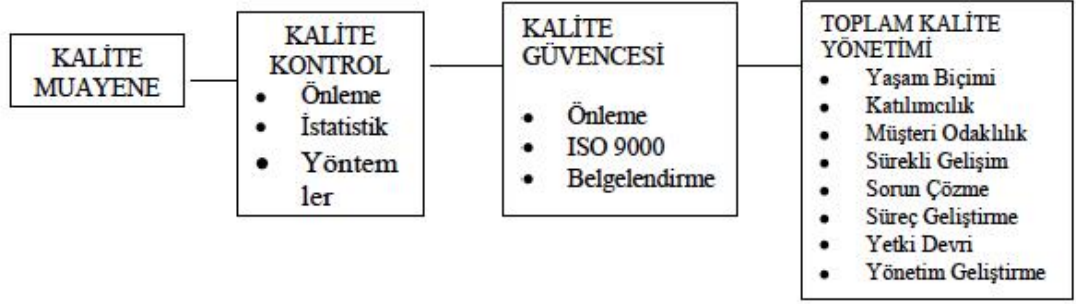 KALİTE
MUAYENE
KALİTE
KONTROL
• Önleme
• İstatistik
• Yöntem
ler
KALİTE
GÜVENCESİ
• Önleme
• ISO 9000
• Belgelendirme
TOPLAM KALİTE
YÖNETİMİ
• Yaşam Biçimi
• Katılımcılık
• Müşteri Odaklılık
• Sürekli Gelişim
• Sorun Çözme
• Süreç Geliştirme
• Yetki Devri
• Yönetim Geliştirme